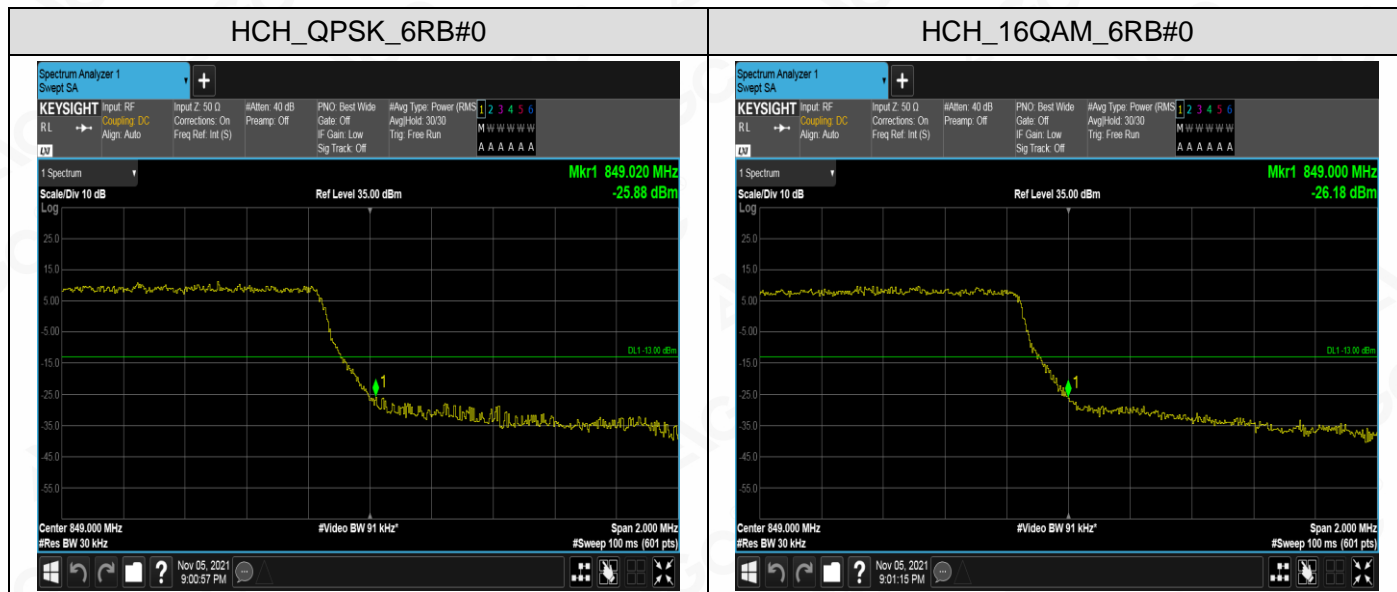 HCH_QPSK_6RB#0
Spectrum Analyzer 1
Swept SA
+
KEYSIGHT
RL
LXI
Input: RF
Coupling: DC
Align: Auto
Input Z: 50 Ω
Corrections: On
Freq Ref: Int (S)
#Atten: 40 dB
Preamp: Off
PNO: Best Wide
Gate: Off
IF Gain: Low
Sig Track: Off
#Avg Type: Power (RMS
Avg|Hold: 30/30
Trig: Free Run
1 2 3 4 5 6
M W W W W W
A A A A A A
1 Spectrum
Mkr1 849.020 MHz
Scale/Div 10 dB
Ref Level 35.00 dBm
-25.88 dBm
Log
25.0
15.0
5.00
-5.00
DL1 -13.00 dBm
-15.0
1
-25.0
-35.0
-45.0
-55.0
Center 849.000 MHz
#Video BW 91 kHz*
Span 2.000 MHz
#Res BW 30 kHz
#Sweep 100 ms (601 pts)
?
Nov 05, 2021
9:00:57 PM
HCH_16QAM_6RB#0
Spectrum Analyzer 1
Swept SA
+
KEYSIGHT
RL
LXI
Input: RF
Coupling: DC
Align: Auto
Input Z: 50 Ω
Corrections: On
Freq Ref: Int (S)
#Atten: 40 dB
Preamp: Off
PNO: Best Wide
Gate: Off
IF Gain: Low
Sig Track: Off
#Avg Type: Power (RMS
Avg|Hold: 30/30
Trig: Free Run
1 2 3 4 5 6
M W W W W W
A A A A A A
1 Spectrum
Mkr1 849.000 MHz
Scale/Div 10 dB
Ref Level 35.00 dBm
-26.18 dBm
Log
25.0
15.0
5.00
-5.00
DL1 -13.00 dBm
-15.0
1
-25.0
-35.0
-45.0
-55.0
Center 849.000 MHz
#Video BW 91 kHz*
Span 2.000 MHz
#Res BW 30 kHz
#Sweep 100 ms (601 pts)
?
Nov 05, 2021
9:01:15 PM